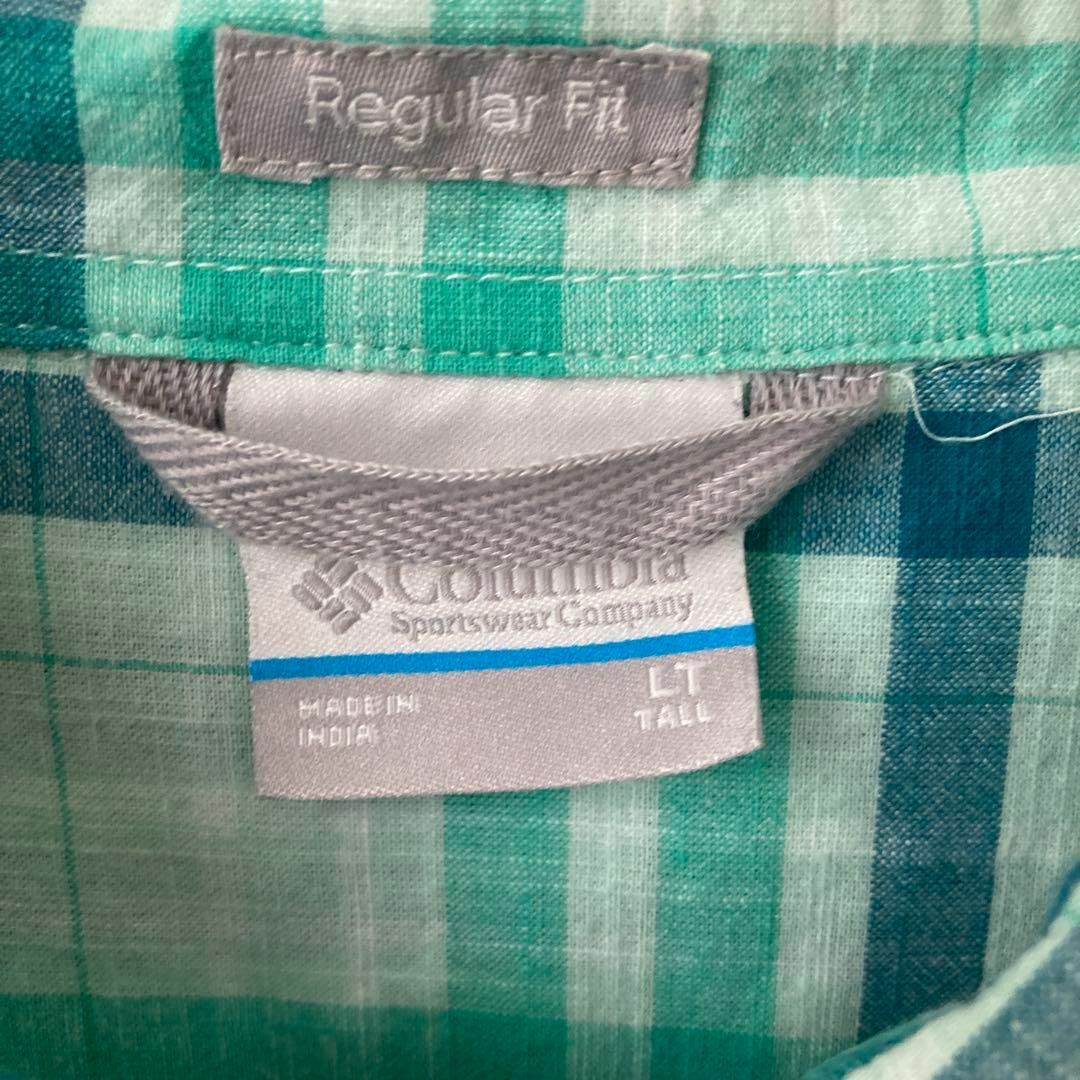 Regular Fit
Columbia
Sportswear Company
LT
TALL
MADE IN
INDIA